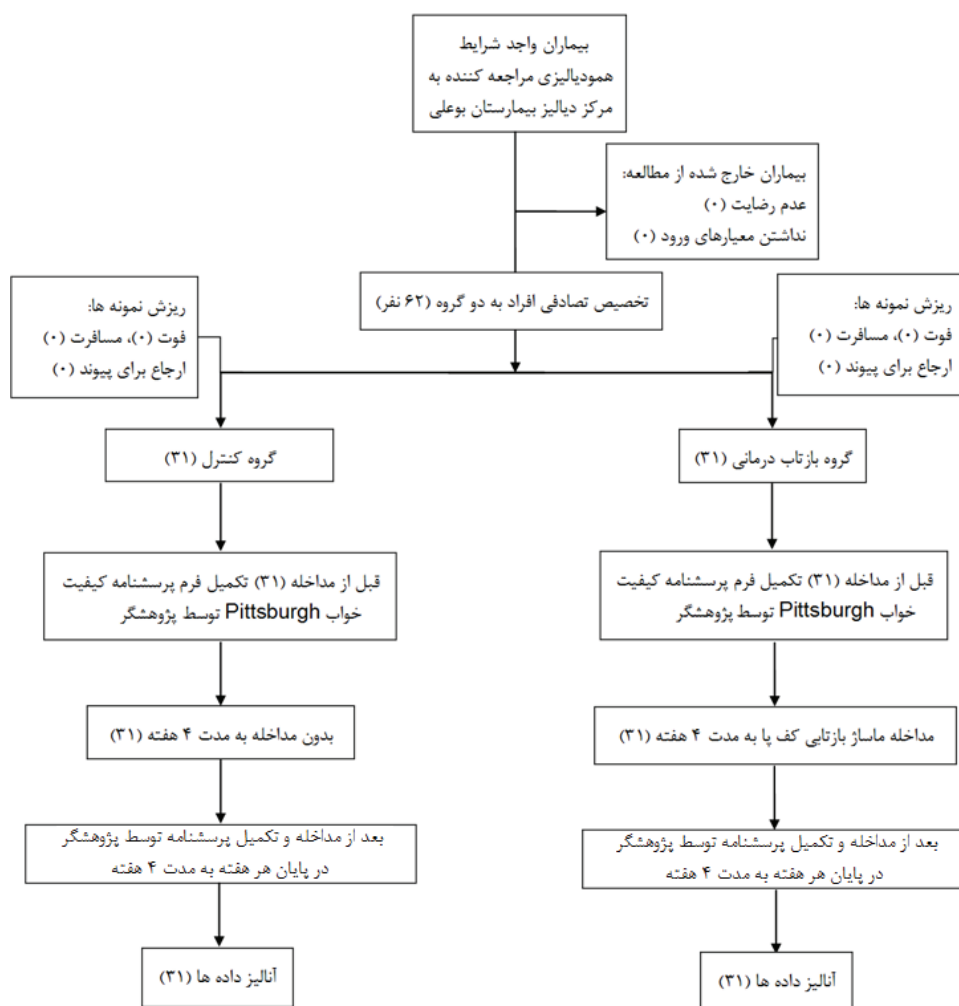 بیماران واجد شرایط
همودیالیزی مراجعه کننده به
مرکز دیالیز بیمارستان بوعلی
بیماران خارج شده از مطالعه:
عدم رضایت (۰)
نداشتن معیارهای ورود (۰)
تخصیص تصادفی افراد به دو گروه (۶۲ نفر)
ریزش نمونه ها:
فوت (۰)، مسافرت (۰)
ارجاع برای پیوند (۰)
ریزش نمونه ها:
فوت (۰)، مسافرت (۰)
ارجاع برای پیوند (۰)
گروه بازتاب درمانی (۳۱)
گروه کنترل (۳۱)
قبل از مداخله (۳۱) تکمیل فرم پرسشنامه کیفیت
خواب Pittsburgh توسط پژوهشگر
قبل از مداخله (۳۱) تکمیل فرم پرسشنامه کیفیت
خواب Pittsburgh توسط پژوهشگر
مداخله ماساژ بازتابی کف پا به مدت ۴ هفته (۳۱)
بدون مداخله به مدت ۴ هفته (۳۱)
بعد از مداخله و تکمیل پرسشنامه توسط پژوهشگر
در پایان هر هفته به مدت ۴ هفته
بعد از مداخله و تکمیل پرسشنامه توسط پژوهشگر
در پایان هر هفته به مدت ۴ هفته
آنالیز داده ها (۳۱)
آنالیز داده ها (۳۱)